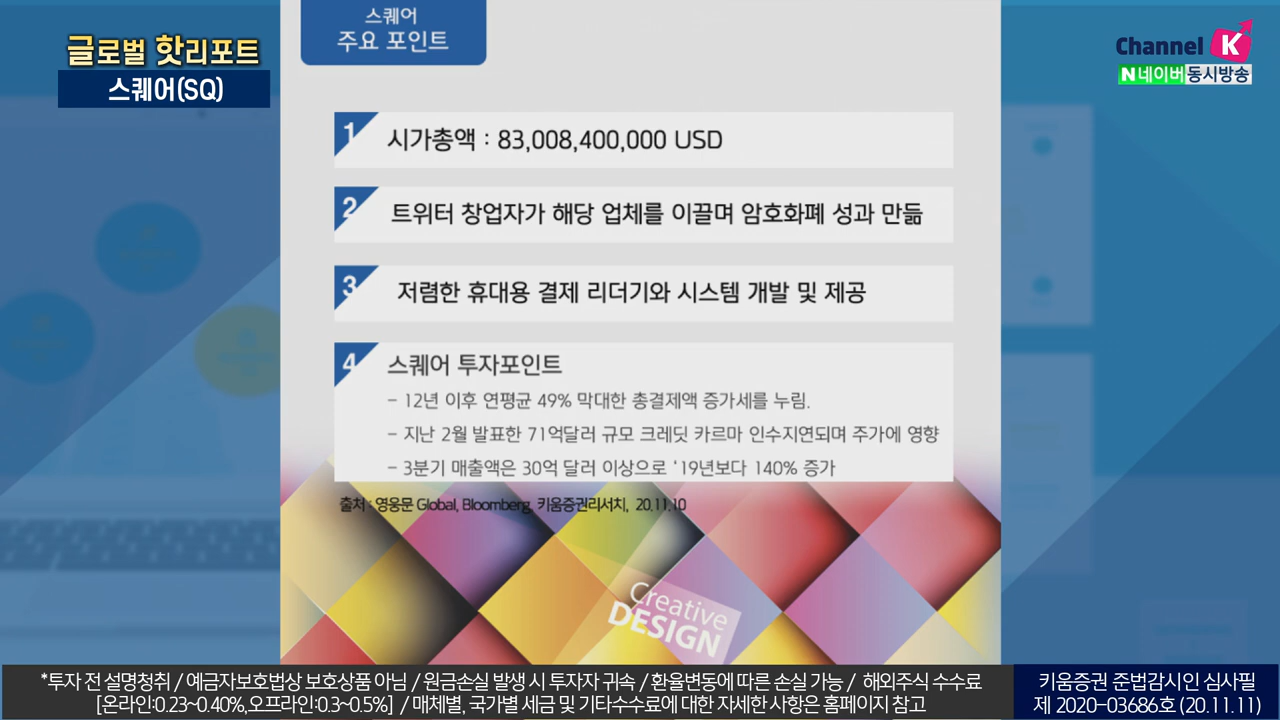 글로벌 핫리포트
스퀘어(SQ)
스퀘어
주요 포인트
Channel K
N 네이버 동시방송
1 시가총액 : 83,008,400,000 USD
2 트위터 창업자가 해당 업체를 이끌며 암호화폐 성과 만듦
3 저렴한 휴대용 결제 리더기와 시스템 개발 및 제공
4 스퀘어 투자포인트
- 12년 이후 연평균 49% 막대한 총결제액 증가세를 누림.
- 지난 2월 발표한 71억달러 규모 크레딧 카르마 인수지연되며 주가에 영향
- 3분기 매출액은 30억 달러 이상으로 ‘19년보다 140% 증가
출처 : 영웅문 Global, Bloomberg, 키움증권리서치, 20.11.10
Creative
DESIGN
*투자 전 설명청취 / 예금자보호법상 보호상품 아님 / 원금손실 발생 시 투자자 귀속 / 환율변동에 따른 손실 가능 / 해외주식 수수료
[온라인:0.23~0.40%,오프라인:0.3~0.5%] / 매체별, 국가별 세금 및 기타수수료에 대한 자세한 사항은 홈페이지 참고
키움증권 준법감시인 심사필
제 2020-03686호 (20.11.11)